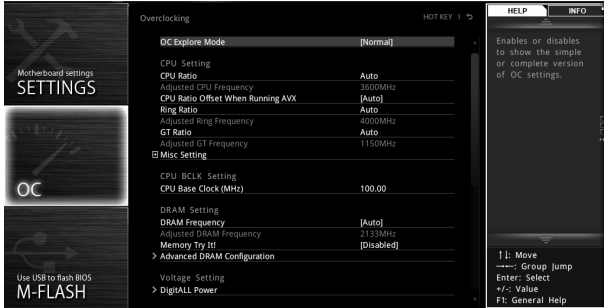 Motherboard settings
SETTINGS
OC
Use USB to flash BIOS
M-FLASH
Overclocking
HOT KEY
OC Explore Mode [Normal]
CPU Setting
CPU Ratio Auto
Adjusted CPU Frequency 3600MHz
CPU Ratio Offset When Running AVX [Auto]
Ring Ratio Auto
Adjusted Ring Frequency 4000MHz
GT Ratio Auto
Adjusted GT Frequency 1150MHz
Misc Setting
CPU BCLK Setting
CPU Base Clock (MHz) 100.00
DRAM Setting
DRAM Frequency [Auto]
Adjusted DRAM Frequency 2133MHz
Memory Try It! [Disabled]
Advanced DRAM Configuration
Voltage Setting
DigitALL Power
HELP
INFO
Enables or disables
to show the simple
or complete version
of OC settings.
↑↓: Move
→←: Group Jump
Enter: Select
+/-: Value
F1: General Help